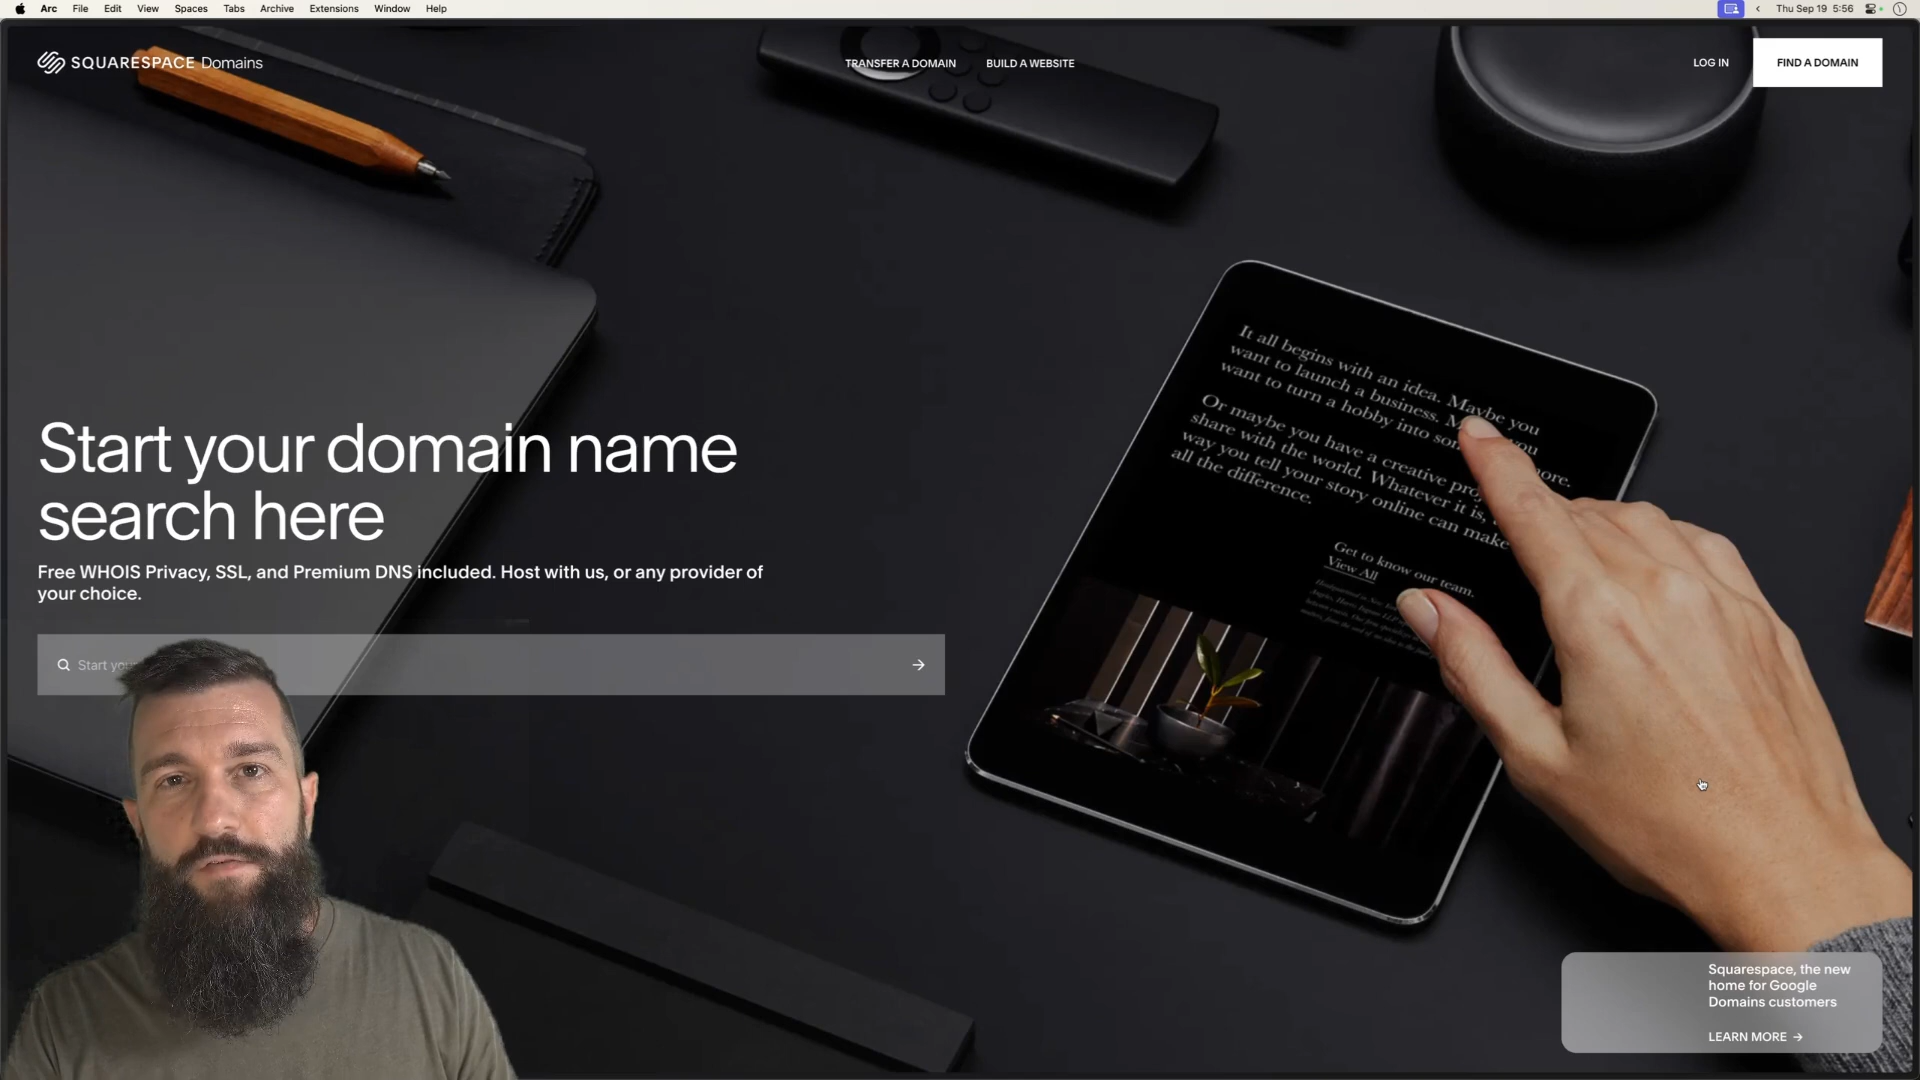 Arc File Edit View Spaces Tabs Archive Extensions Window Help
Thu Sep 19 5:56
SQUARESPACE Domains
TRANSFER A DOMAIN
BUILD A WEBSITE
LOG IN
FIND A DOMAIN
Start your domain name
search here
Free WHOIS Privacy, SSL, and Premium DNS included. Host with us, or any provider of
your choice.
Start
It all begins with an idea. Maybe you
want to launch a business. you
want to turn a hobby into more.
Or maybe you have a creative
share with the world. Whatever it is,
way you tell your story online can make
all the difference.
Get to know our team.
View All
Squarespace, the new
home for Google
Domains customers
LEARN MORE →